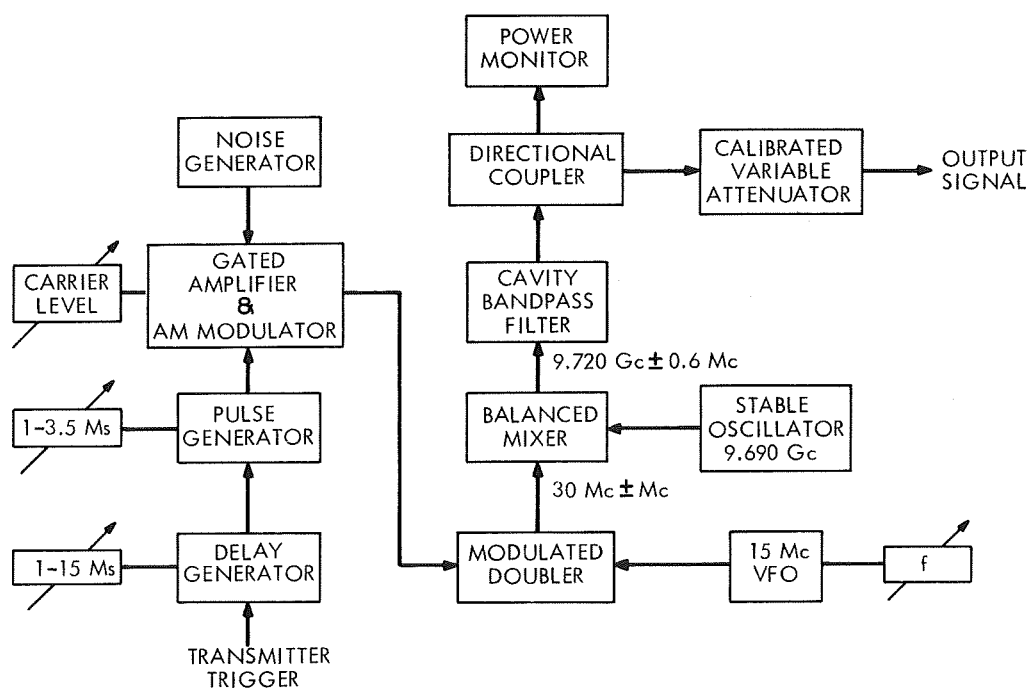 POWER
MONITOR
NOISE
GENERATOR
DIRECTIONAL
COUPLER
CALIBRATED
VARIABLE
ATTENUATOR
OUTPUT
SIGNAL
CARRIER
LEVEL
GATED
AMPLIFIER
&
AM MODULATOR
CAVITY
BANDPASS
FILTER
9.720 Gc ± 0.6 Mc
1-3.5 Ms
PULSE
GENERATOR
BALANCED
MIXER
STABLE
OSCILLATOR
9.690 Gc
30 Mc ± Mc
1-15 Ms
DELAY
GENERATOR
MODULATED
DOUBLER
15 Mc
VFO
f
TRANSMITTER
TRIGGER